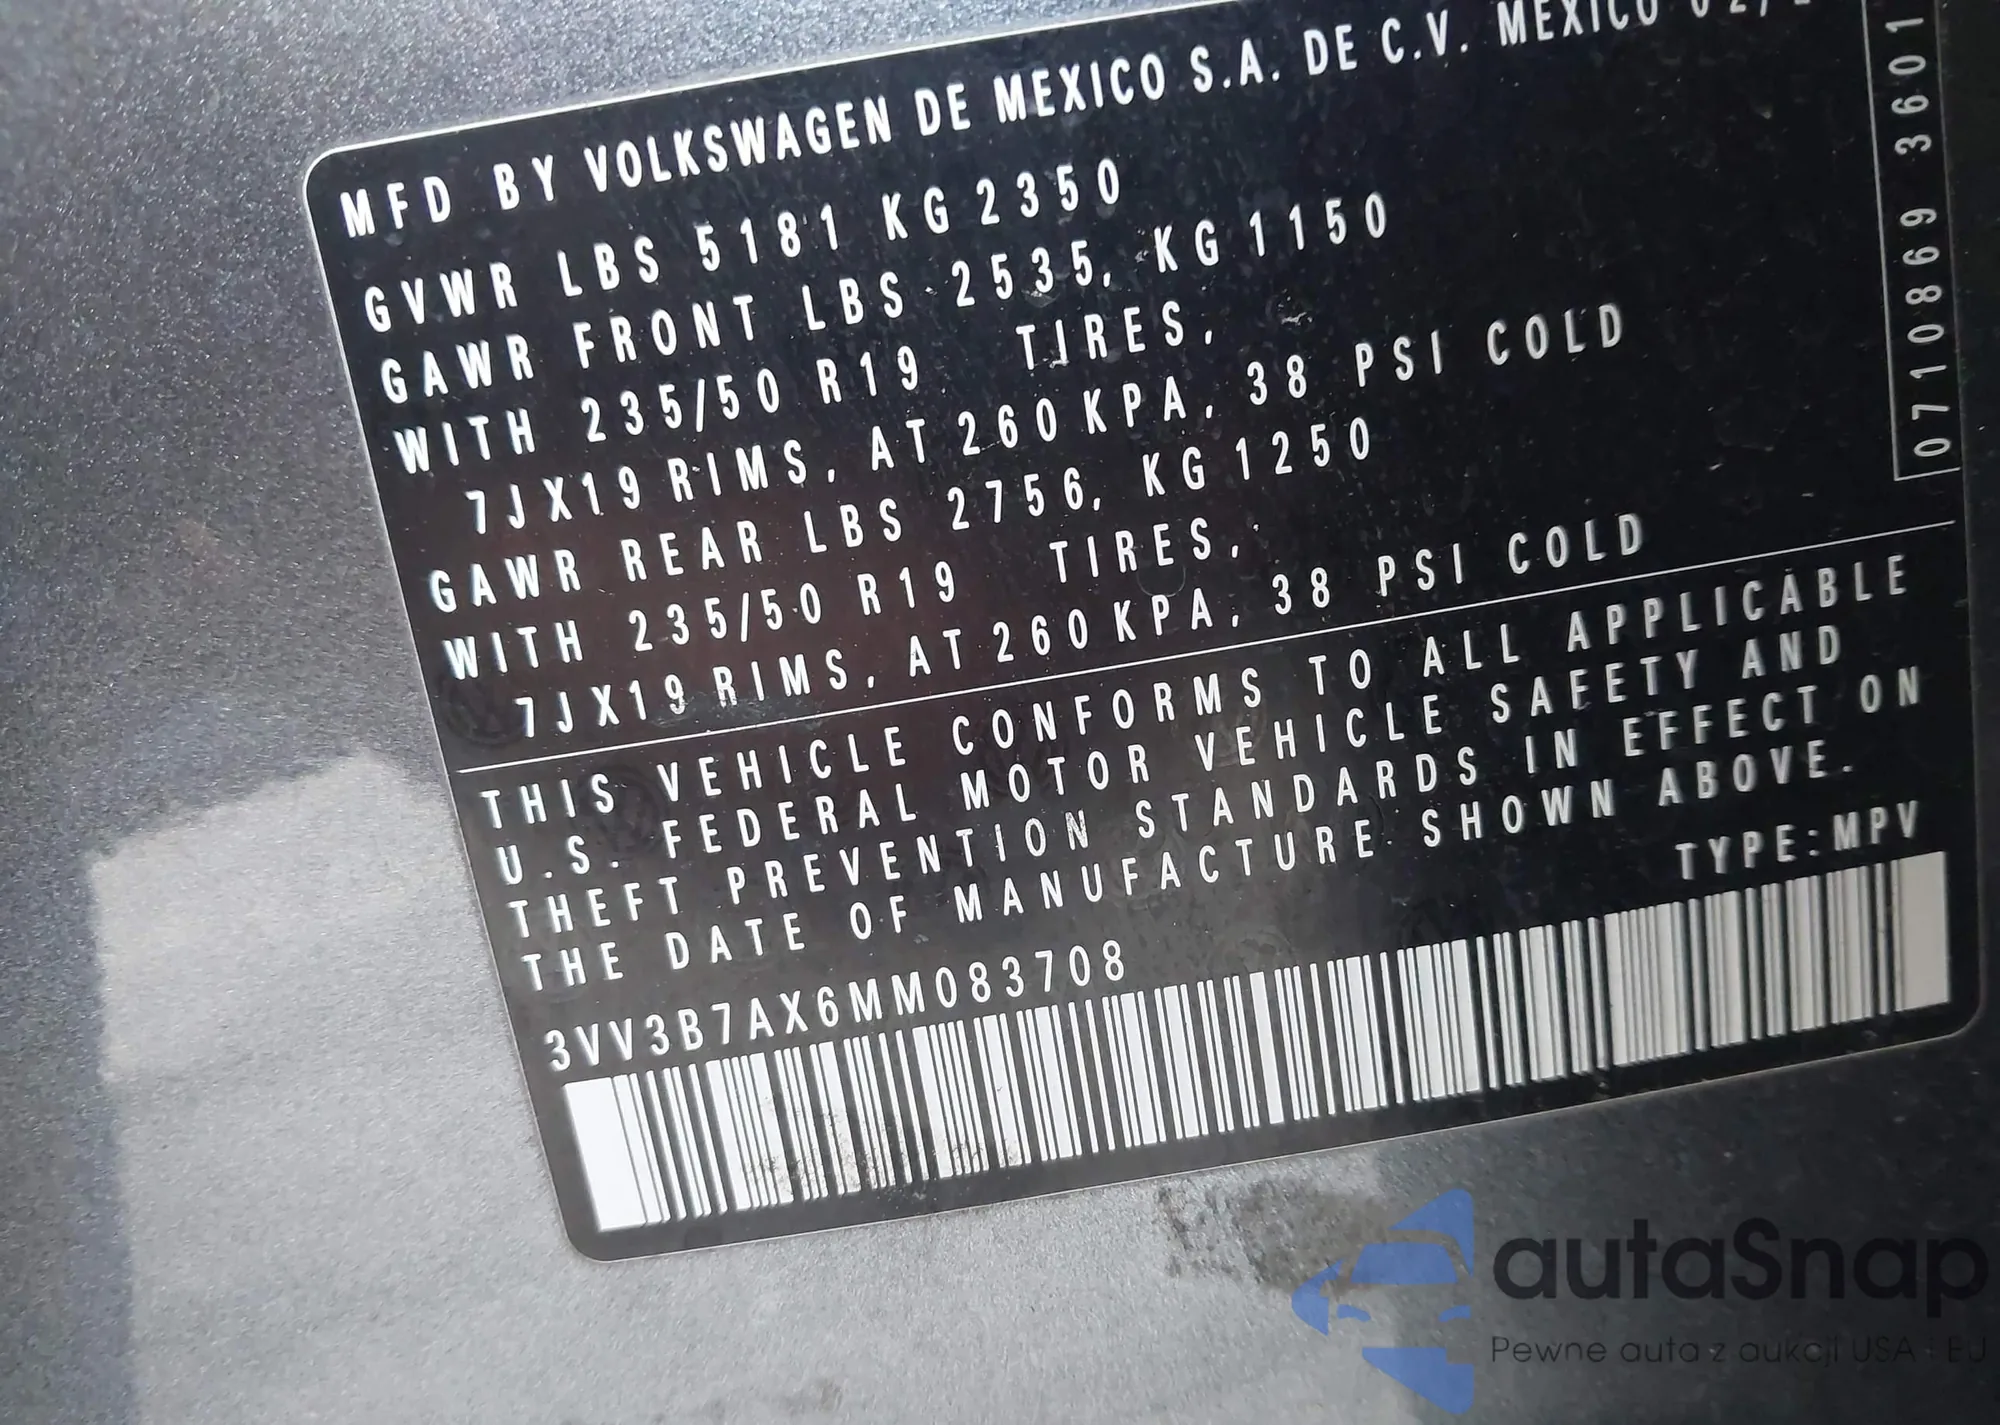 MFD BY VOLKSWAGEN DE MEXICO S.A. DE C.V. MEXICO
GVWR LBS 5181 KG 2350
GAWR FRONT LBS 2535, KG 1150
WITH 235/50 R19 TIRES,
7JX19 RIMS, AT 260 KPA, 38 PSI COLD
GAWR REAR LBS 2756, KG 1250
WITH 235/50 R19 TIRES,
7JX19 RIMS, AT 260 KPA, 38 PSI COLD
0710869 3601
THIS VEHICLE CONFORMS TO ALL APPLICABLE
U.S. FEDERAL MOTOR VEHICLE SAFETY AND
THEFT PREVENTION STANDARDS IN EFFECT ON
THE DATE OF MANUFACTURE SHOWN ABOVE.
TYPE:MPV
3VV3B7AX6MM083708
autaSnap
Pewne auta z aukcji USA i EU